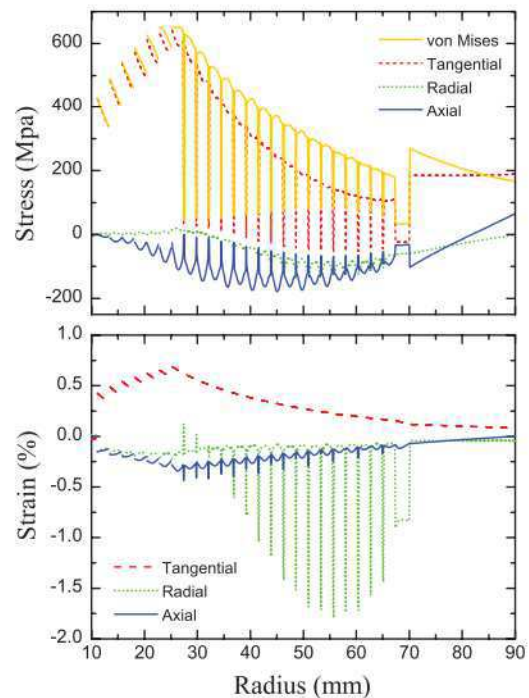 600
400
200
0
-200
Stress (Mpa)
von Mises
Tangential
Radial
Axial
1.0
0.5
0.0
-0.5
-1.0
-1.5
-2.0
Strain (%)
Tangential
Radial
Axial
10 20 30 40 50 60 70 80 90
Radius (mm)